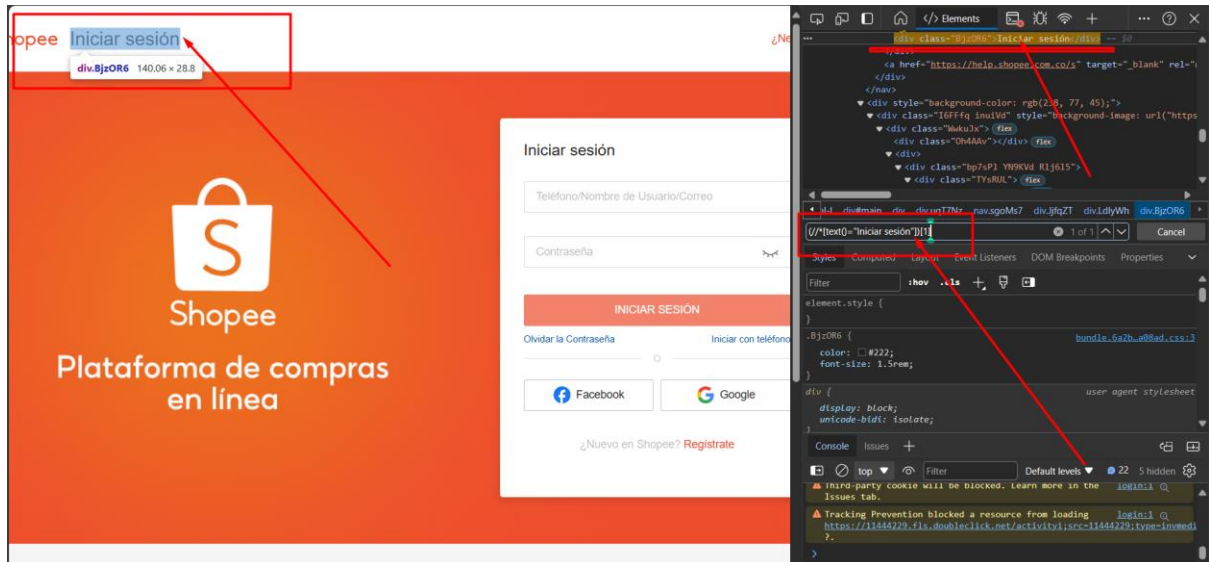 opee Iniciar sesión
¿Ne
div.BjzOR6 140.06 × 28.8
S
Shopee
Plataforma de compras
en línea
Iniciar sesión
Teléfono/Nombre de Usuario/Correo
Contraseña
INICIAR SESIÓN
Olvidar la Contraseña Iniciar con teléfono
O
Facebook Google
¿Nuevo en Shopee? Regístrate
</> Elements
<div class="BjzOR6">Iniciar sesión</div> == $0
</div>
<a href="https://help.shopee.com.co/s" target="_blank" rel="
</div>
</nav>
<div style="background-color: rgb(238, 77, 45);">
<div class="I6FFfq inuiVd" style="background-image: url("https
<div class="WwkuJx"> flex
<div class="Oh4AAv"></div> flex
<div>
<div class="bp7sPl YN9KVd Rlj6I5">
<div class="TYsRUL"> flex
div#main div div.ugT7Nz nav.sgoMs7 div.JjfqZT div.LdlyWh div.BjzOR6
(//*[text()="Iniciar sesión"])[1] 1 of 1 Cancel
Styles Computed Layout Event Listeners DOM Breakpoints Properties
Filter :hov .cls
element.style {
}
.BjzOR6 { bundle.6a2b…a08ad.css:3
color: #222;
font-size: 1.5rem;
}
div { user agent stylesheet
display: block;
unicode-bidi: isolate;
}
Console Issues
top Filter Default levels 22 5 hidden
Third-party cookie will be blocked. Learn more in the login:1
Issues tab.
Tracking Prevention blocked a resource from loading login:1
https://11444229.fls.doubleclick.net/activityi;src=11444229;type=invmedi
?.